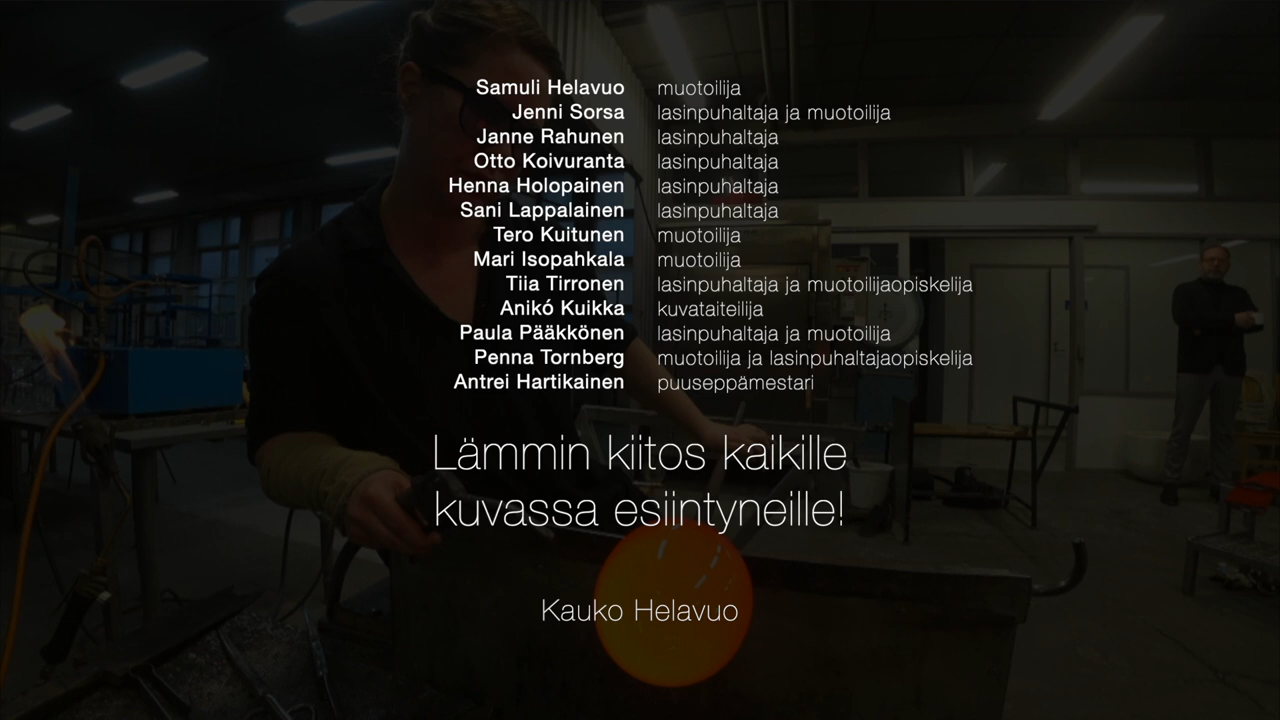 Samuli Helavuo muotoilija
Jenni Sorsa lasinpuhaltaja ja muotoilija
Janne Rahunen lasinpuhaltaja
Otto Koivuranta lasinpuhaltaja
Henna Holopainen lasinpuhaltaja
Sani Lappalainen lasinpuhaltaja
Tero Kuitunen muotoilija
Mari Isopahkala muotoilija
Tiia Tirronen lasinpuhaltaja ja muotoilijaopiskelija
Anikó Kuikka kuvataiteilija
Paula Pääkkönen lasinpuhaltaja ja muotoilija
Penna Tornberg muotoilija ja lasinpuhaltajaopiskelija
Antrei Hartikainen puuseppämestari
Lämmin kiitos kaikille
kuvassa esiintyneille!
Kauko Helavuo